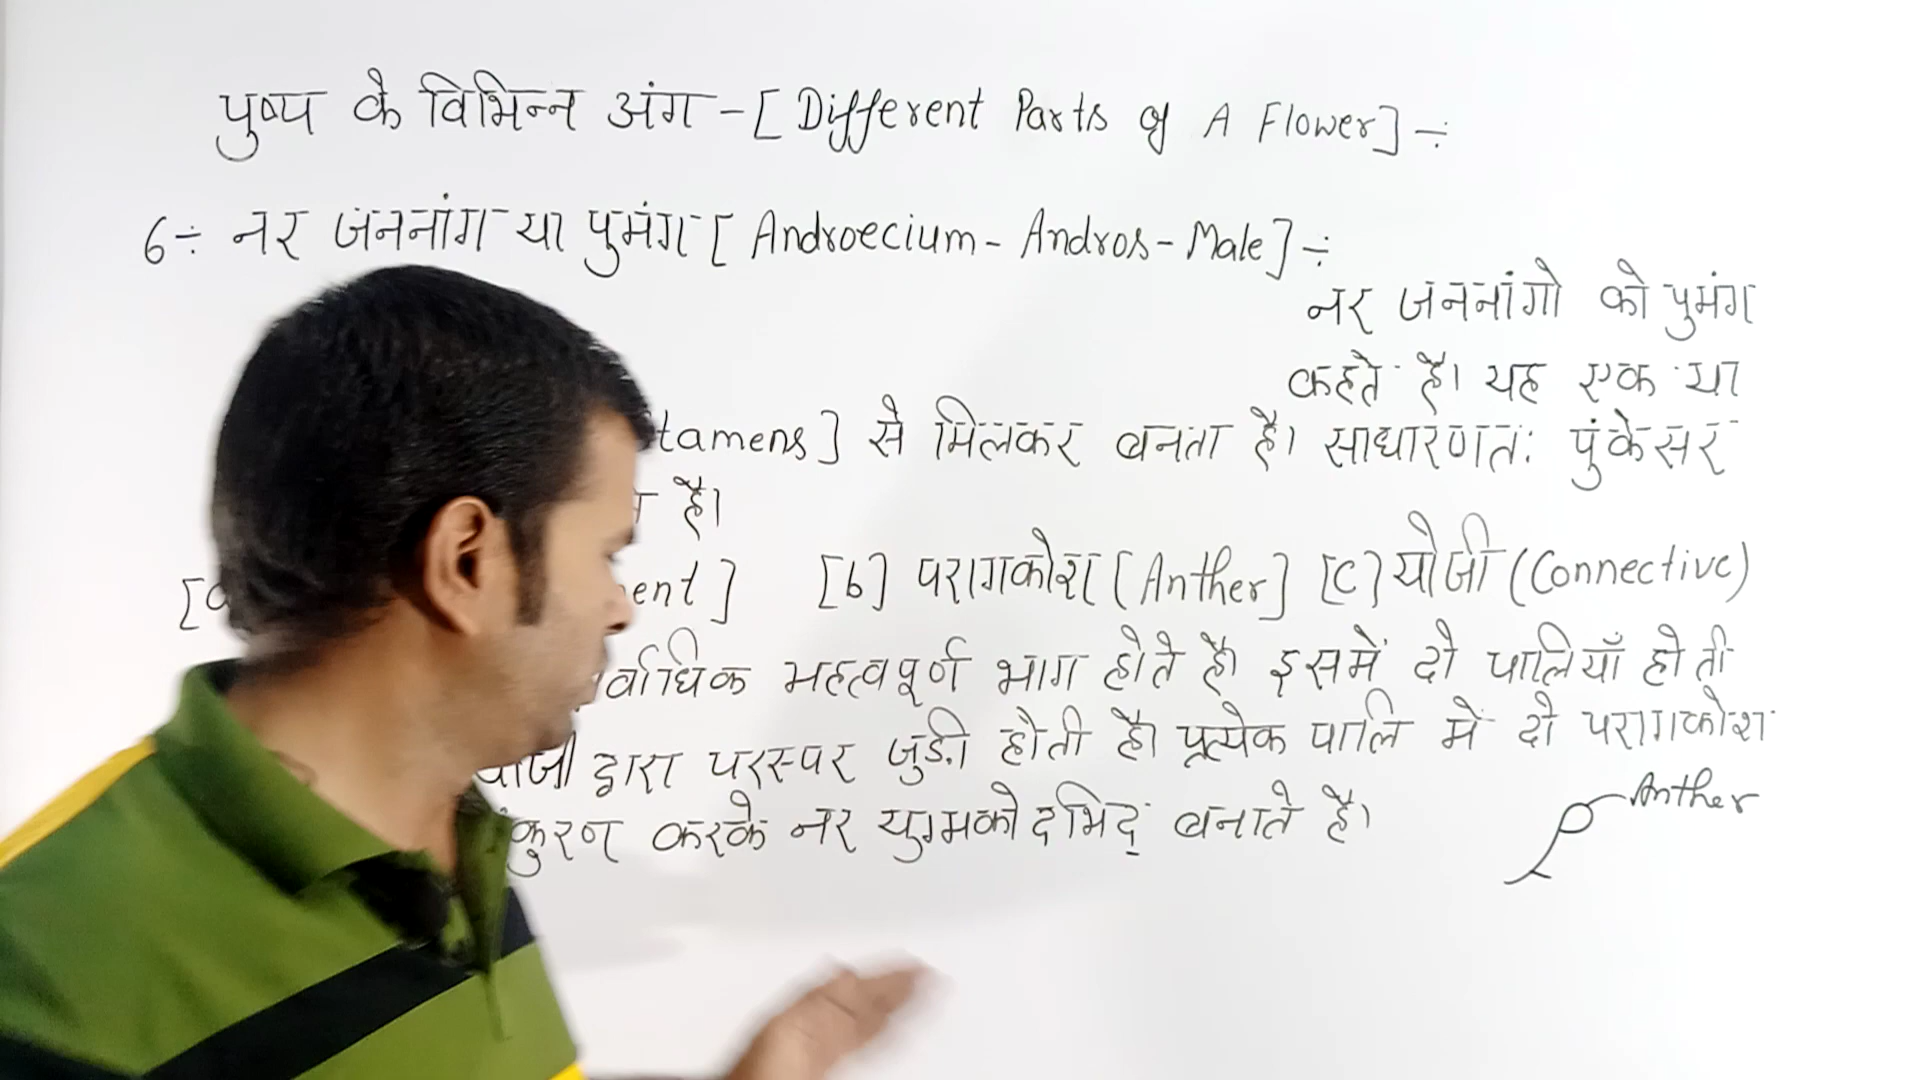 पुष्प के विभिन्न अंग - [Different Parts of A Flower] ÷
6 ÷ नर जननांग या पुमंग [Androecium - Andros - Male] ÷
नर जननांगो को पुमंग
कहते है। यह एक या
tamens] से मिलकर बनता है। साधारणतः पुंकेसर
है।
ent] [b] परागकोश [Anther] [C] योजी (Connective)
र्वाधिक महत्वपूर्ण भाग होते है। इसमें दो पालियाँ होती
योजी द्वारा परस्पर जुडी़ होती है। प्रत्येक पालि में दो परागकोश
Anther
कुरण करके नर युग्मकोदभिद् बनाते है।